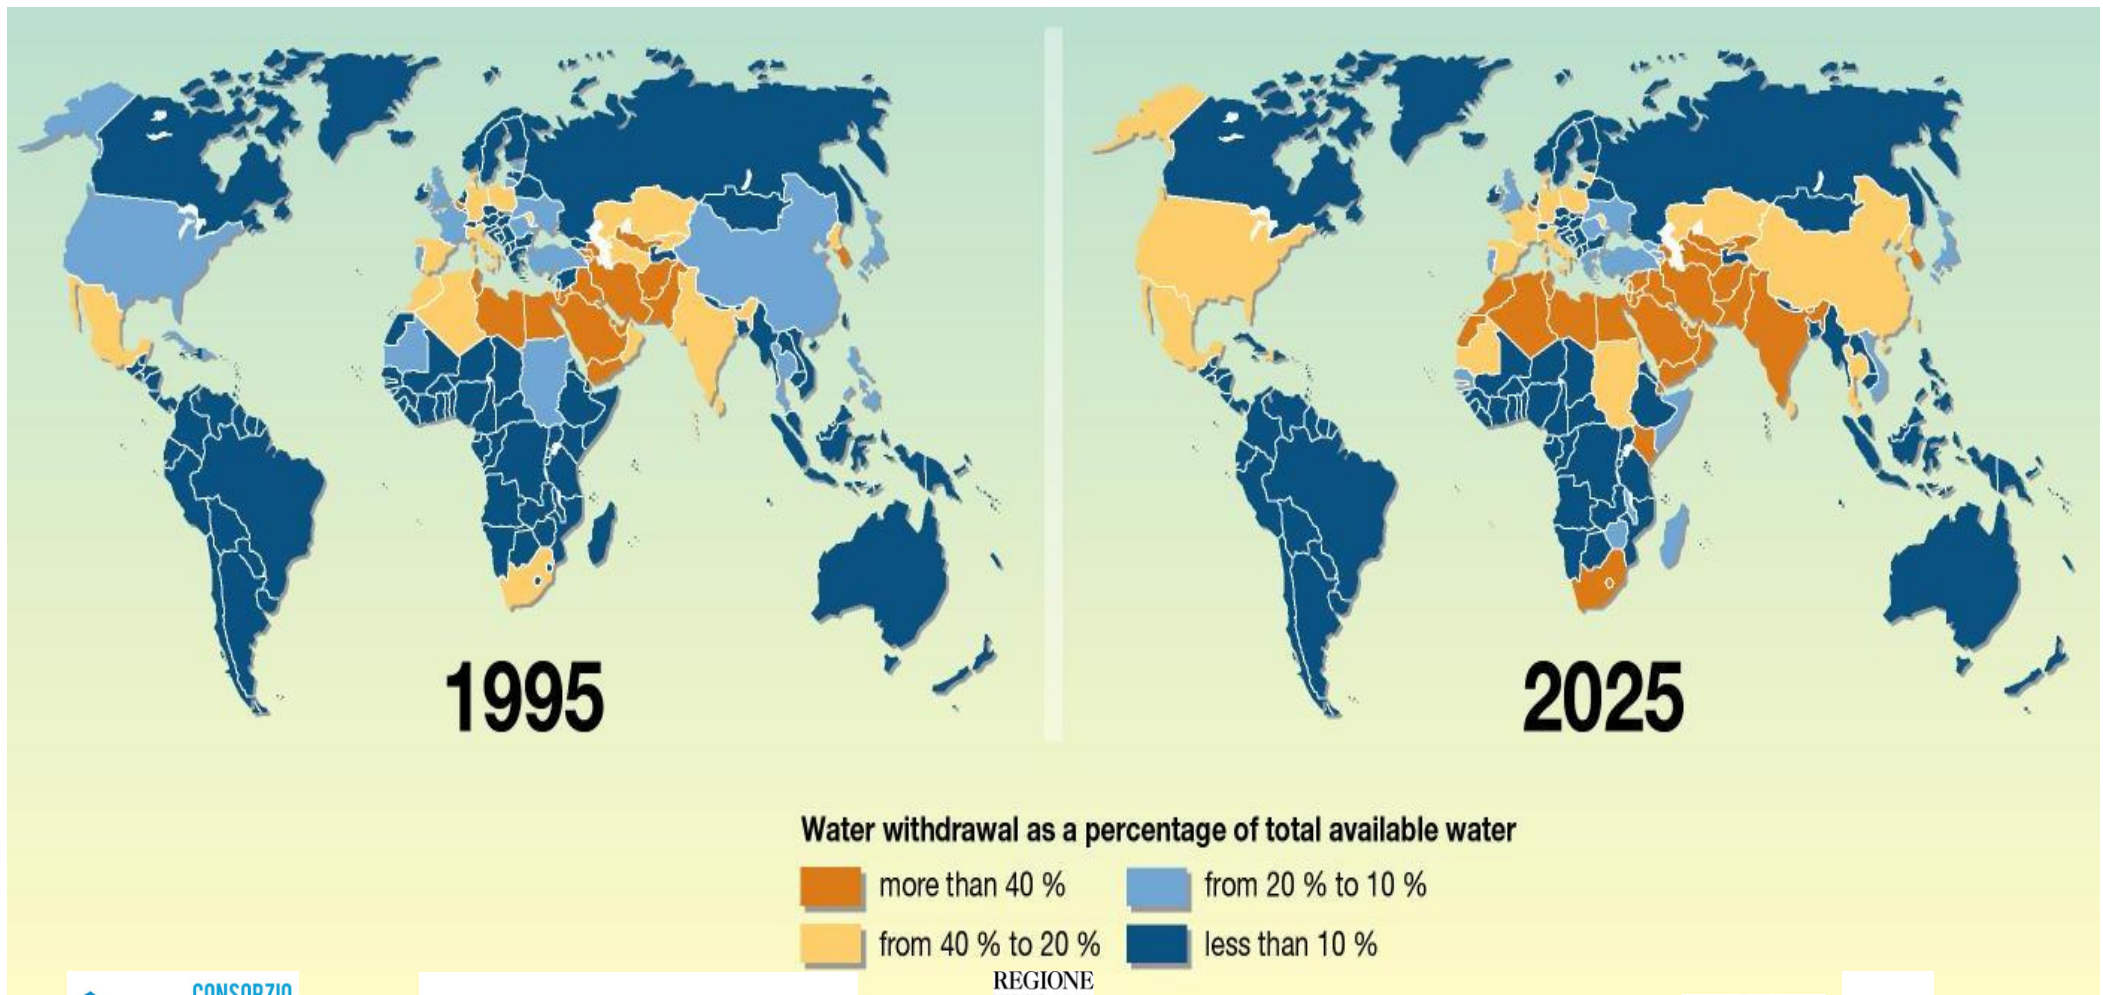 1995
2025
Water withdrawal as a percentage of total available water
more than 40 %
from 20 % to 10 %
from 40 % to 20 %
less than 10 %
REGIONE
CONSORZIO